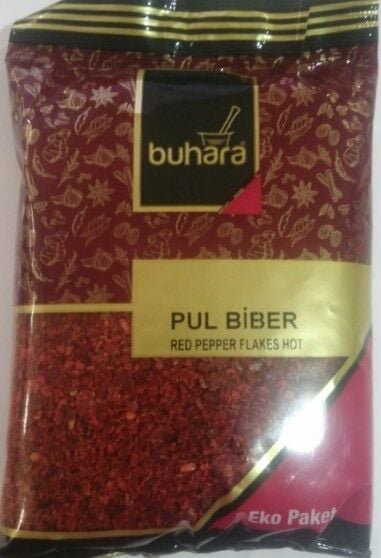 buhara
PUL BİBER
RED PEPPER FLAKES HOT
Eko Paket